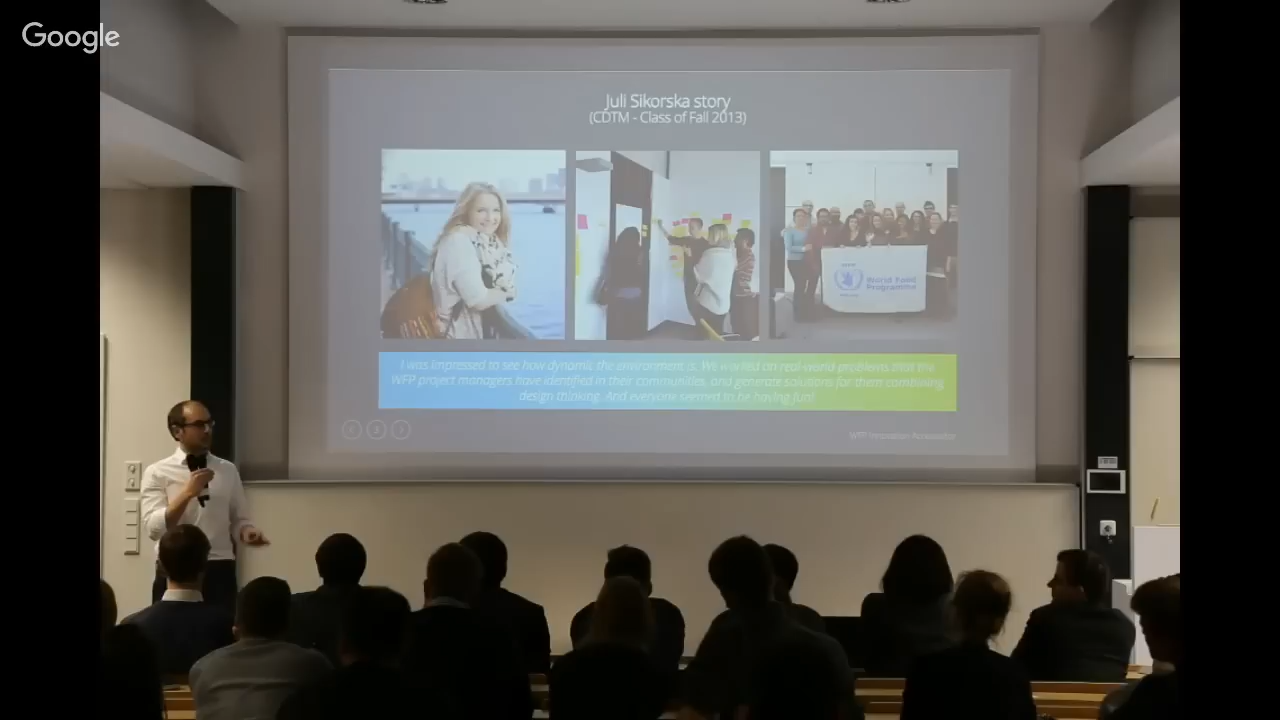 Google
Juli Sikorska story
(CDTM - Class of Fall 2013)
World Food
Programme
I was impressed to see how dynamic the environment is. We worked on real-world problems that the
WFP project managers have identified in their communities, and generate solutions for them combining
design thinking. And everyone seemed to be having fun!
WFP Innovation Accelerator